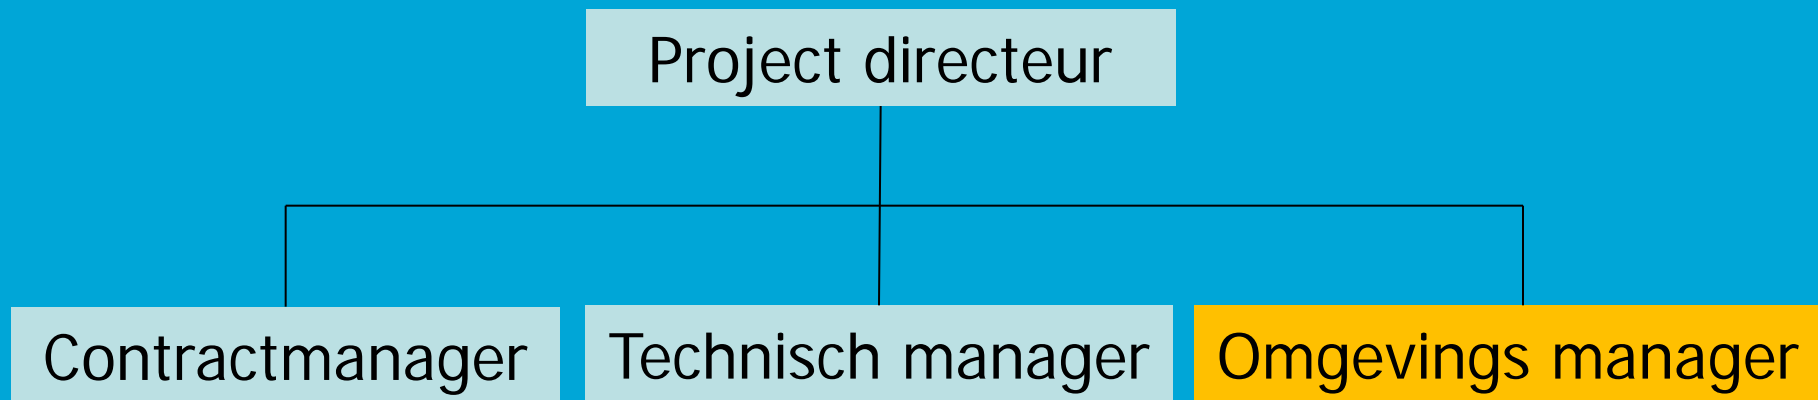 Project directeur
Contractmanager
Technisch manager
Omgevings manager